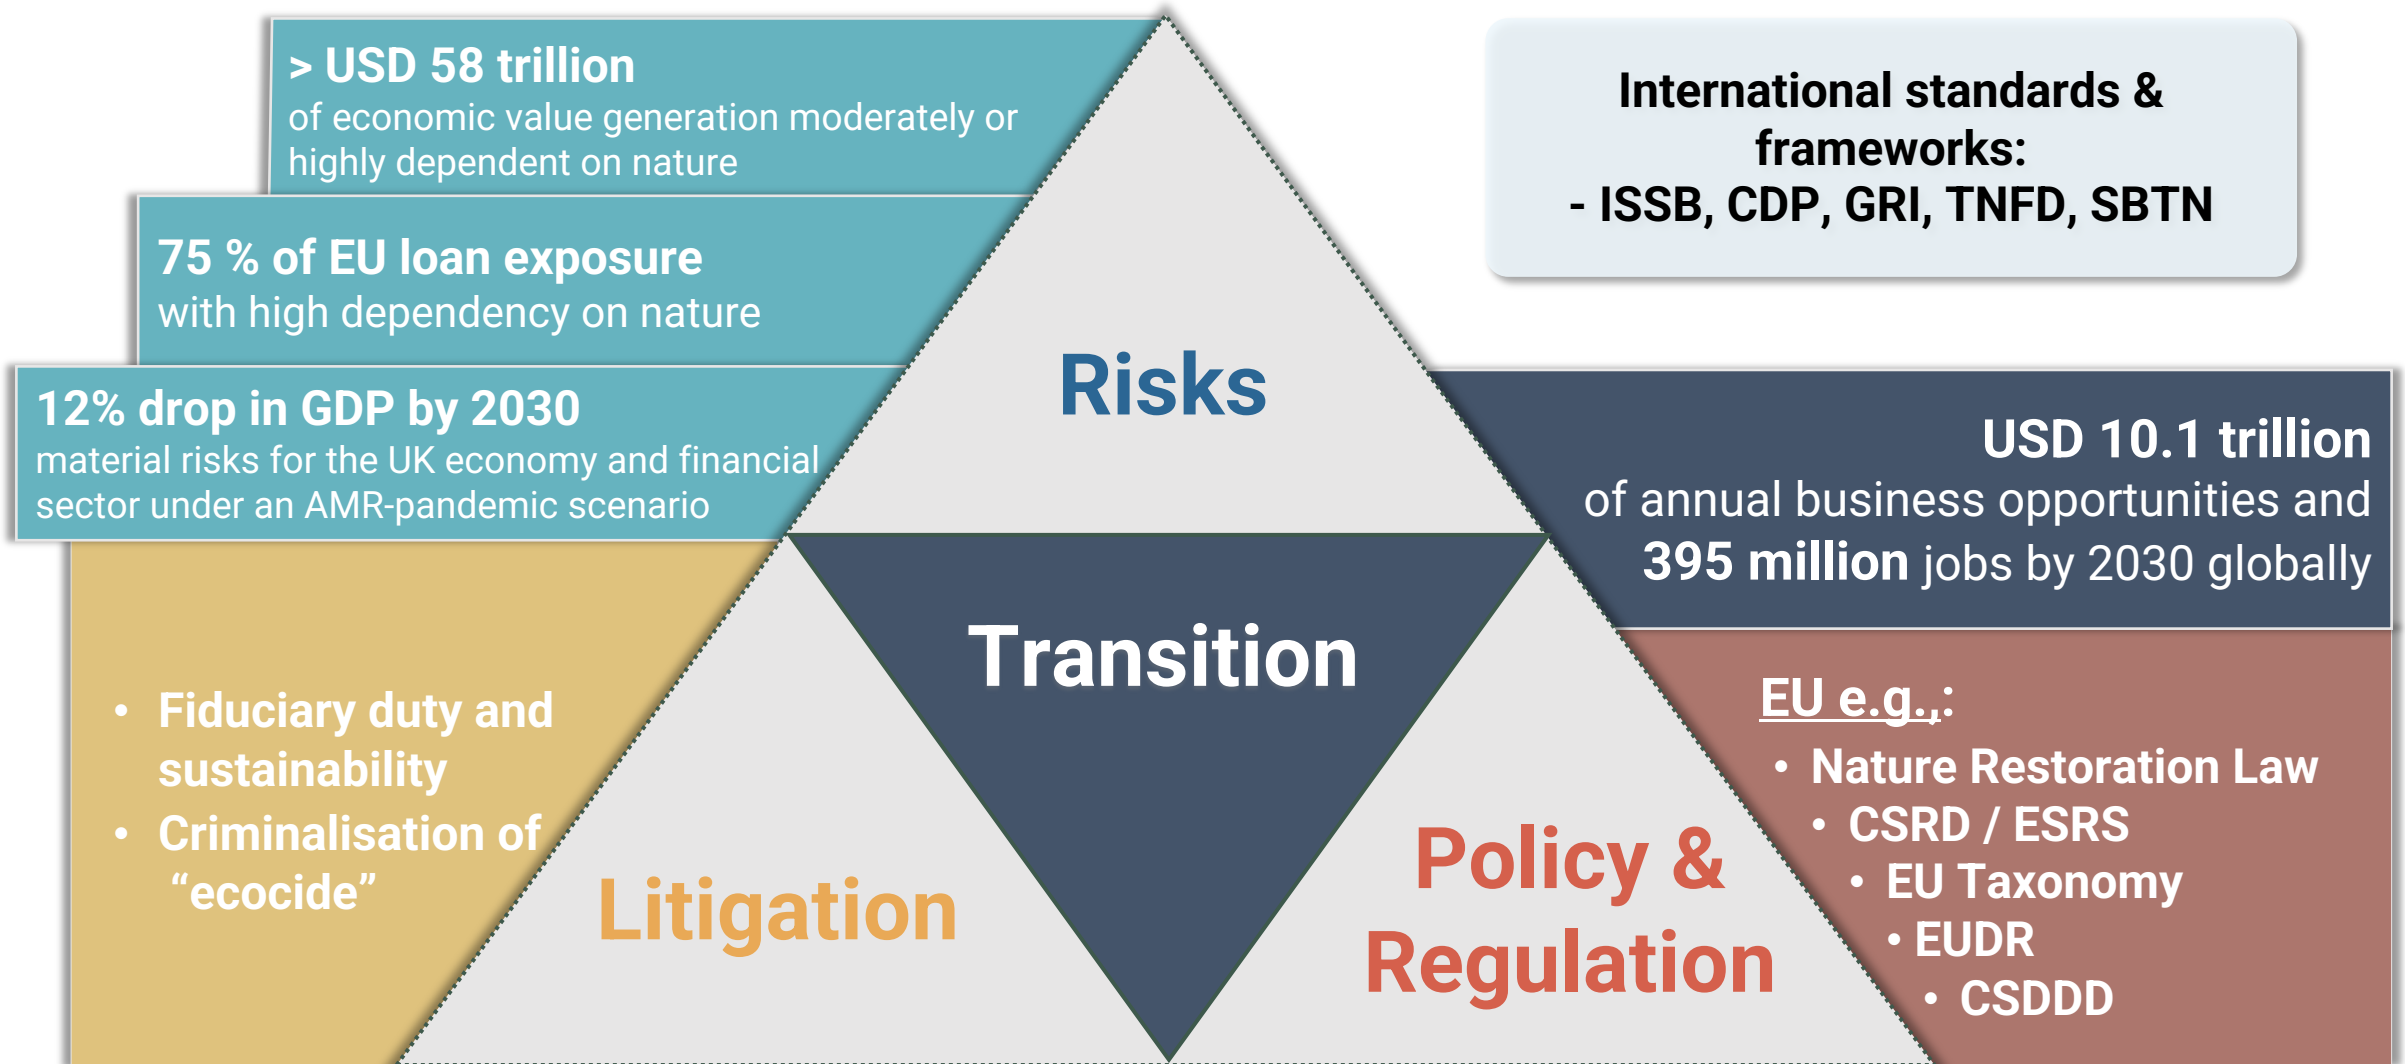 > USD 58 trillion
of economic value generation moderately or
highly dependent on nature
75 % of EU loan exposure
with high dependency on nature
12% drop in GDP by 2030
material risks for the UK economy and financial
sector under an AMR-pandemic scenario
• Fiduciary duty and
sustainability
• Criminalisation of
“ecocide”
Risks
Transition
Litigation
Policy &
Regulation
International standards &
frameworks:
- ISSB, CDP, GRI, TNFD, SBTN
USD 10.1 trillion
of annual business opportunities and
395 million jobs by 2030 globally
EU e.g.,:
• Nature Restoration Law
• CSRD / ESRS
• EU Taxonomy
• EUDR
• CSDDD